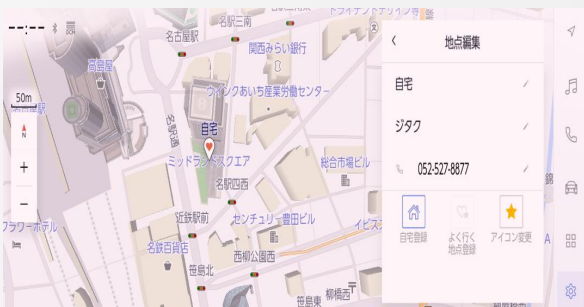 名駅三南
名古屋駅
関西みらい銀行
高島屋
ウインクあいち産業労働センター
50m
名駅通
自宅
ミッドランドスクエア
名駅四西
総合市場ビル
近鉄駅前
センチュリー豊田ビル
フラワーホテル
名鉄百貨店
西柳公園西
笹島北
笹島東
柳橋西
地点編集
自宅
ジタク
052-527-8877
自宅登録
よく行く
地点登録
アイコン変更
錦
A
N